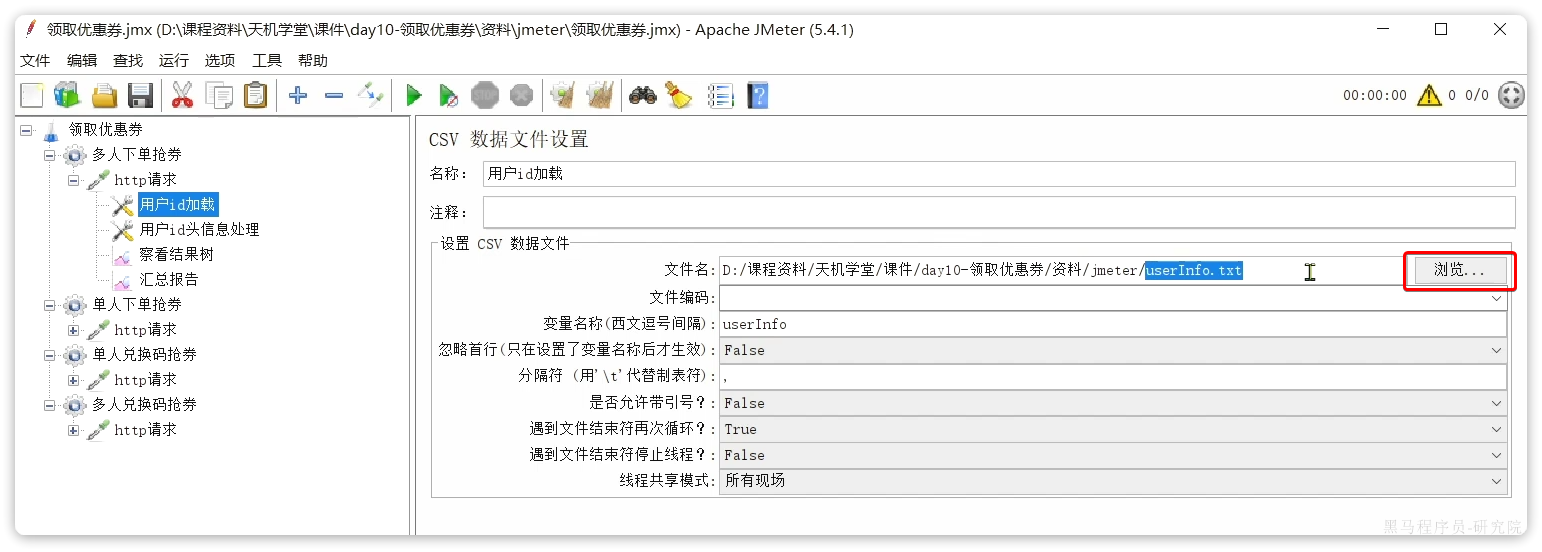 领取优惠券.jmx (D:\课程资料\天机学堂\课件\day10-领取优惠券\资料\jmeter\领取优惠券.jmx) - Apache JMeter (5.4.1)
文件 编辑 查找 运行 选项 工具 帮助
STOP
00:00:00 0 0/0
领取优惠券
多人下单抢券
http请求
用户id加载
用户id头信息处理
察看结果树
汇总报告
单人下单抢券
http请求
单人兑换码抢券
http请求
多人兑换码抢券
http请求
CSV 数据文件设置
名称: 用户id加载
注释:
设置 CSV 数据文件
文件名: D:/课程资料/天机学堂/课件/day10-领取优惠券/资料/jmeter/userInfo.txt 浏览...
文件编码:
变量名称(西文逗号间隔): userInfo
忽略首行(只在设置了变量名称后才生效): False
分隔符 (用'\t'代替制表符): ,
是否允许带引号?: False
遇到文件结束符再次循环?: True
遇到文件结束符停止线程?: False
线程共享模式: 所有现场
黑马程序员-研究院